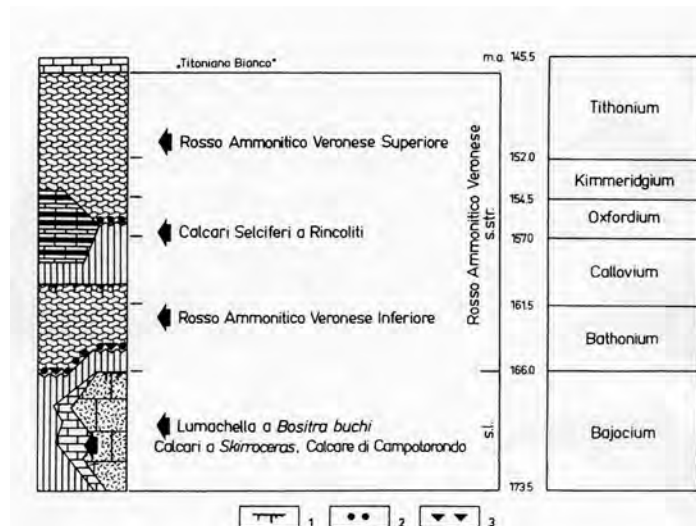 „Titoniano Bianco"
m.a. 145.5
Tithonium
Rosso Ammonitico Veronese Superiore
152.0
Kimmeridgium
154.5
Oxfordium
Calcari Selciferi a Rincoliti
157.0
Callovium
Rosso Ammonitico Veronese
s.str.
161.5
Rosso Ammonitico Veronese Inferiore
Bathonium
166.0
Lumachella a Bositra buchi
Calcari a Skirroceras, Calcare di Campotorondo
s.l.
Bajocium
173.5
1 2 3